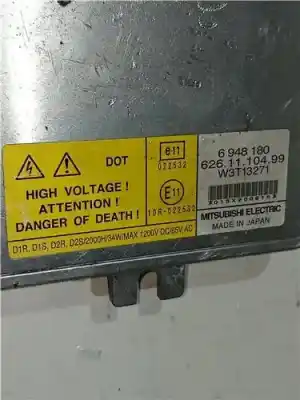 DOT
HIGH VOLTAGE !
ATTENTION !
DANGER OF DEATH !
D1R, D1S, D2R, D2S/2000H/34W/MAX 1200V DC/85V AC
e11
022532
E11
10R-022532
6 948 180
626.11.104.99
W3T13271
MITSUBISHI ELECTRIC
MADE IN JAPAN